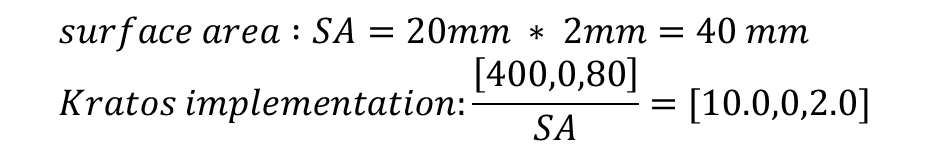 surface area : SA = 20mm * 2mm = 40 mm
Kratos implementation: [400,0,80] / SA = [10.0,0,2.0]